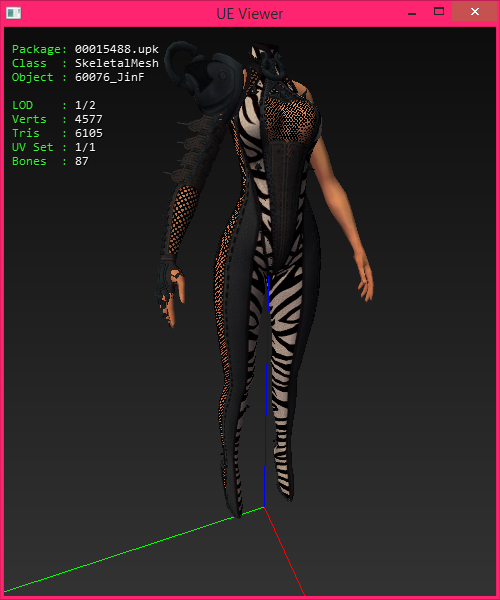 UE Viewer
Package: 00015488.upk
Class : SkeletalMesh
Object : 60076_JinF
LOD : 1/2
Verts : 4577
Tris : 6105
UV Set : 1/1
Bones : 87